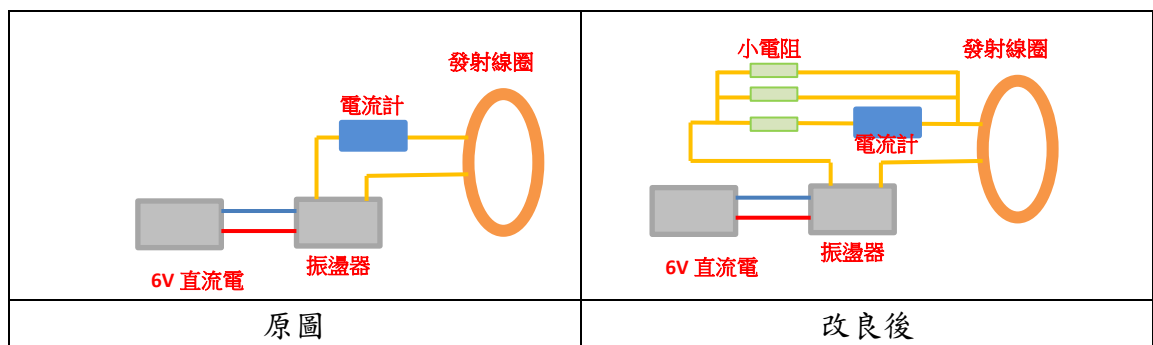 發射線圈
電流計
6V 直流電
振盪器
小電阻
發射線圈
電流計
6V 直流電
振盪器
原圖
改良後